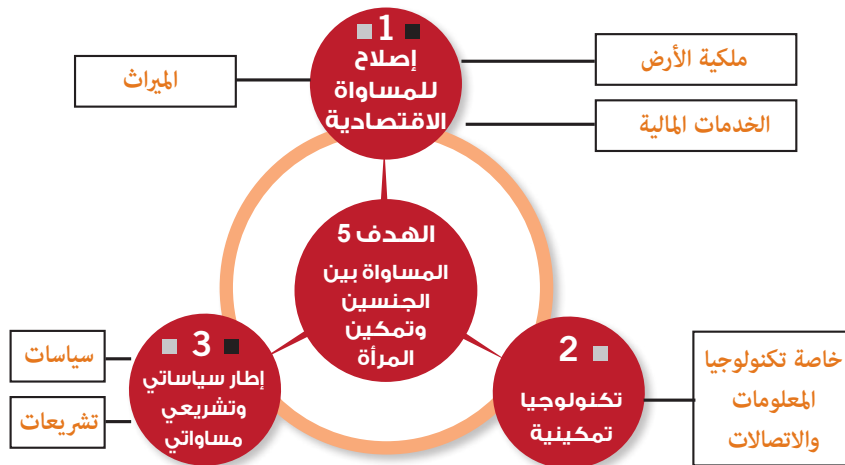 1
إصلاح
للمساواة
الاقتصادية
ملكية الأرض
الخدمات المالية
الميراث
الهدف 5
المساواة بين
الجنسين
وتمكين
المرأة
2
تكنولوجيا
تمكينية
خاصة تكنولوجيا
المعلومات
والاتصالات
3
إطار سياساتي
وتشريعي
مساواتي
سياسات
تشريعات